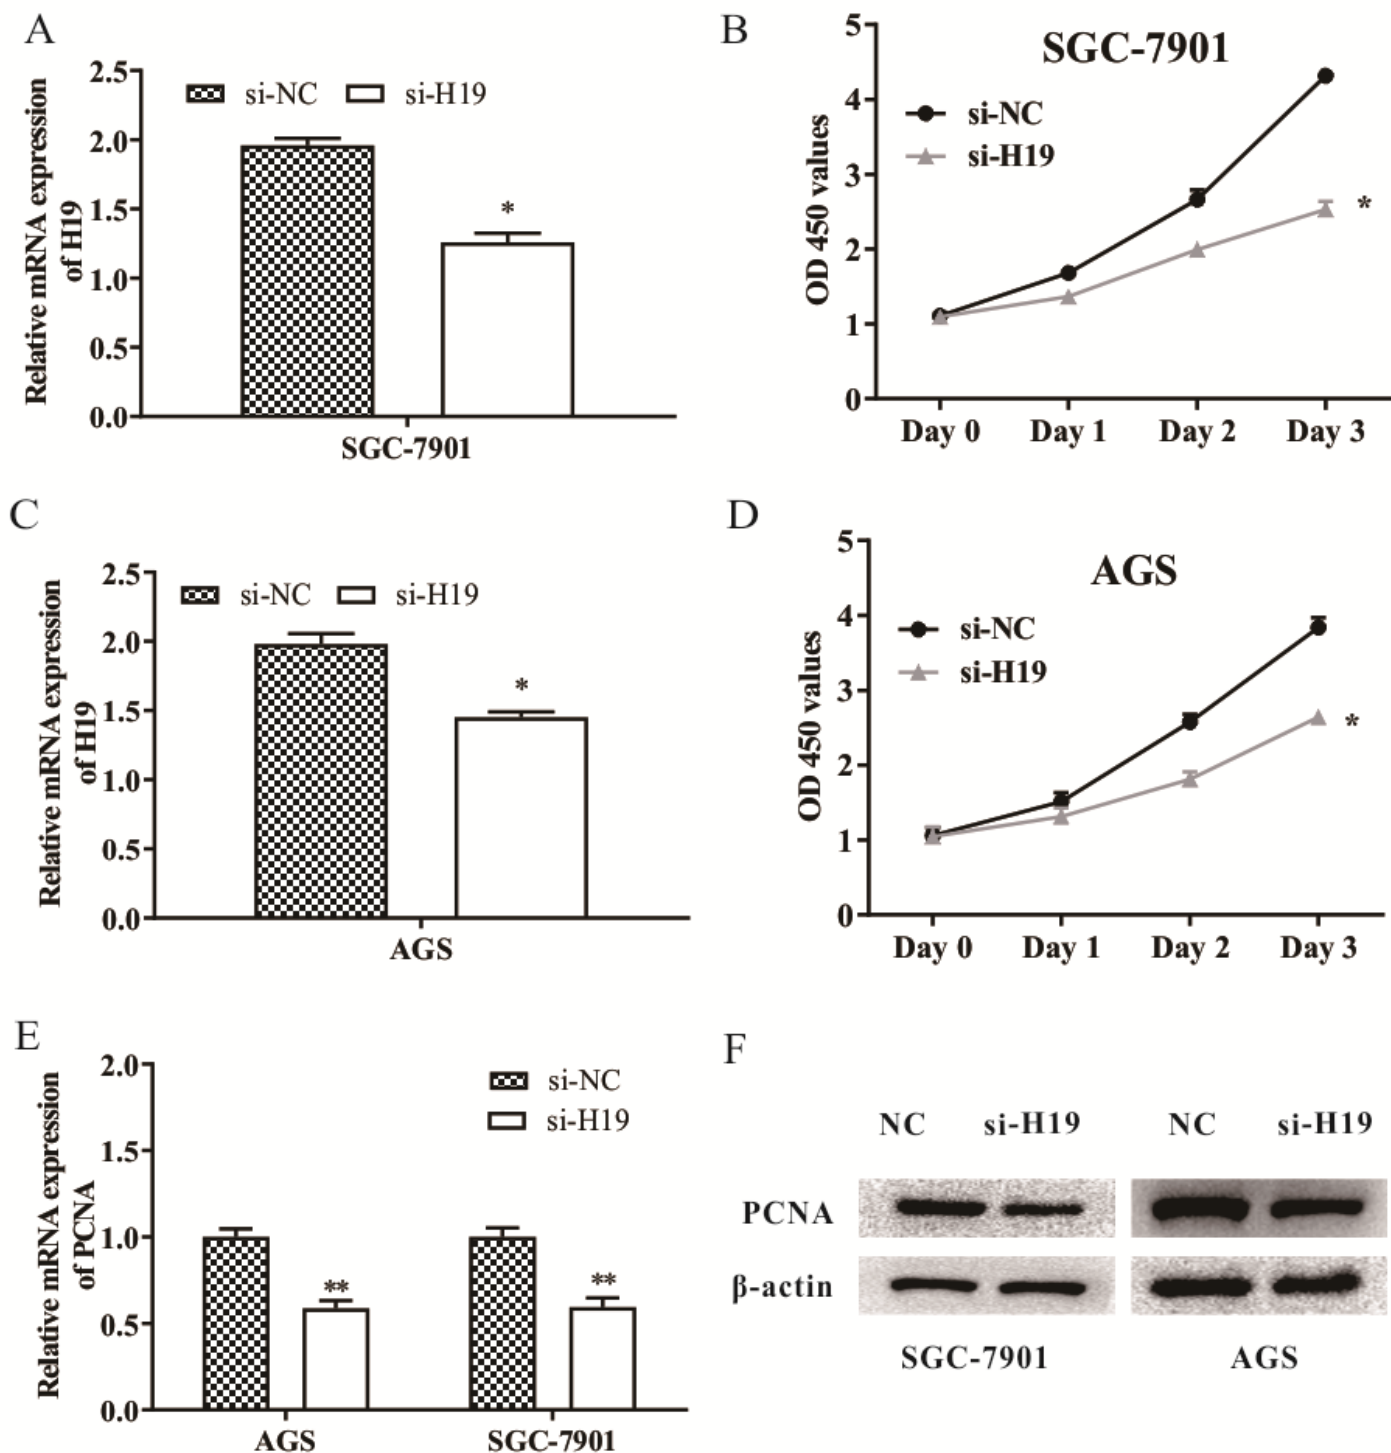 A
Relative mRNA expression
of H19
2.5
2.0
1.5
1.0
0.5
0.0
si-NC
si-H19
*
SGC-7901
B
SGC-7901
OD 450 values
5
4
3
2
1
0
si-NC
si-H19
*
Day 0 Day 1 Day 2 Day 3
C
Relative mRNA expression
of H19
2.5
2.0
1.5
1.0
0.5
0.0
si-NC
si-H19
*
AGS
D
AGS
OD 450 values
5
4
3
2
1
0
si-NC
si-H19
*
Day 0 Day 1 Day 2 Day 3
E
Relative mRNA expression
of PCNA
2.0
1.5
1.0
0.5
0.0
si-NC
si-H19
**
**
AGS SGC-7901
F
NC si-H19 NC si-H19
PCNA
β-actin
SGC-7901 AGS